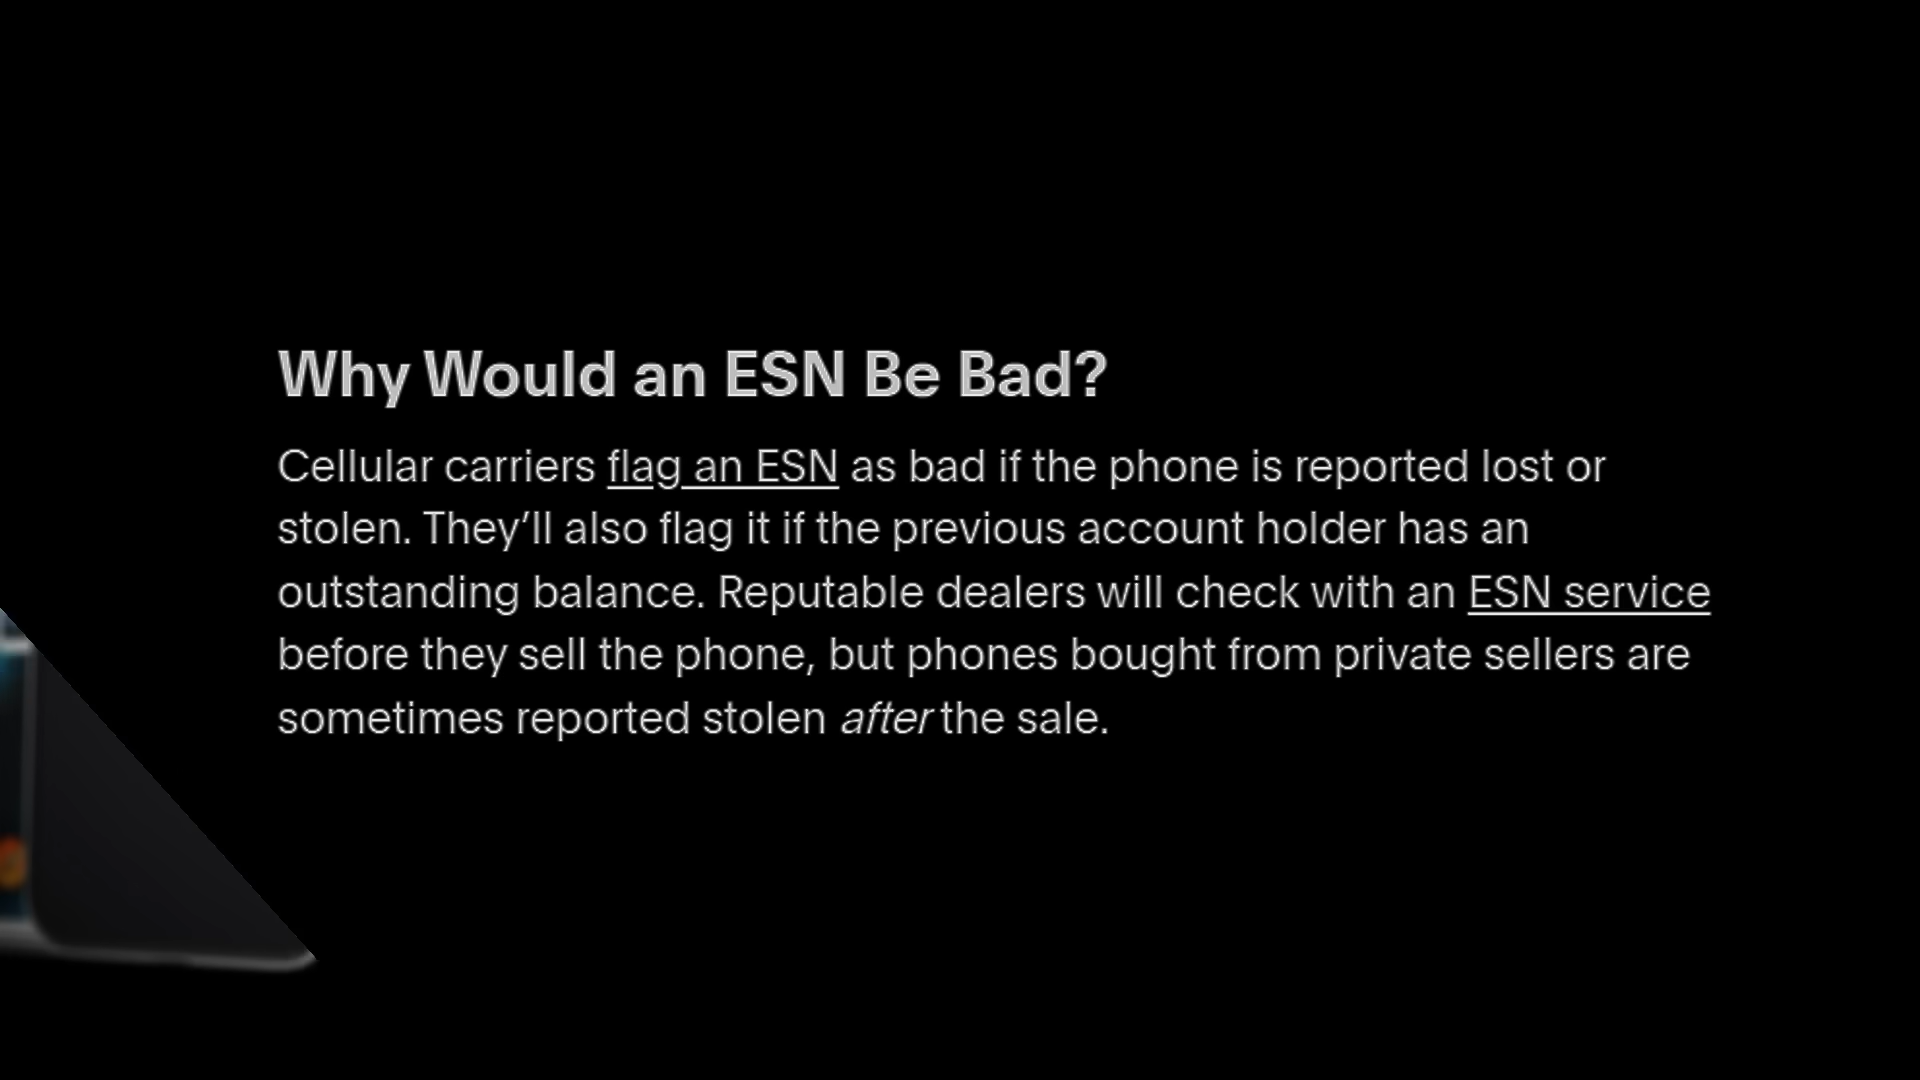 Why Would an ESN Be Bad?
Cellular carriers flag an ESN as bad if the phone is reported lost or
stolen. They’ll also flag it if the previous account holder has an
outstanding balance. Reputable dealers will check with an ESN service
before they sell the phone, but phones bought from private sellers are
sometimes reported stolen after the sale.